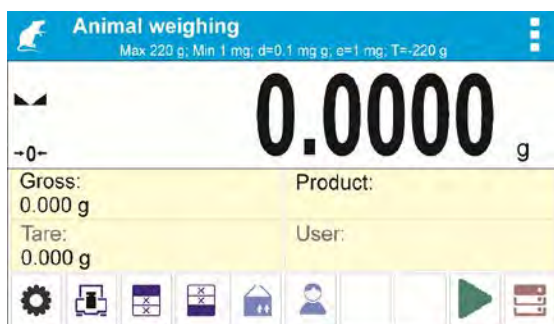 Animal weighing
Max 220 g; Min 1 mg; d=0.1 mg g; e=1 mg; T=-220 g
→0←
0.0000 g
Gross:
0.000 g
Product:
Tare:
0.000 g
User: